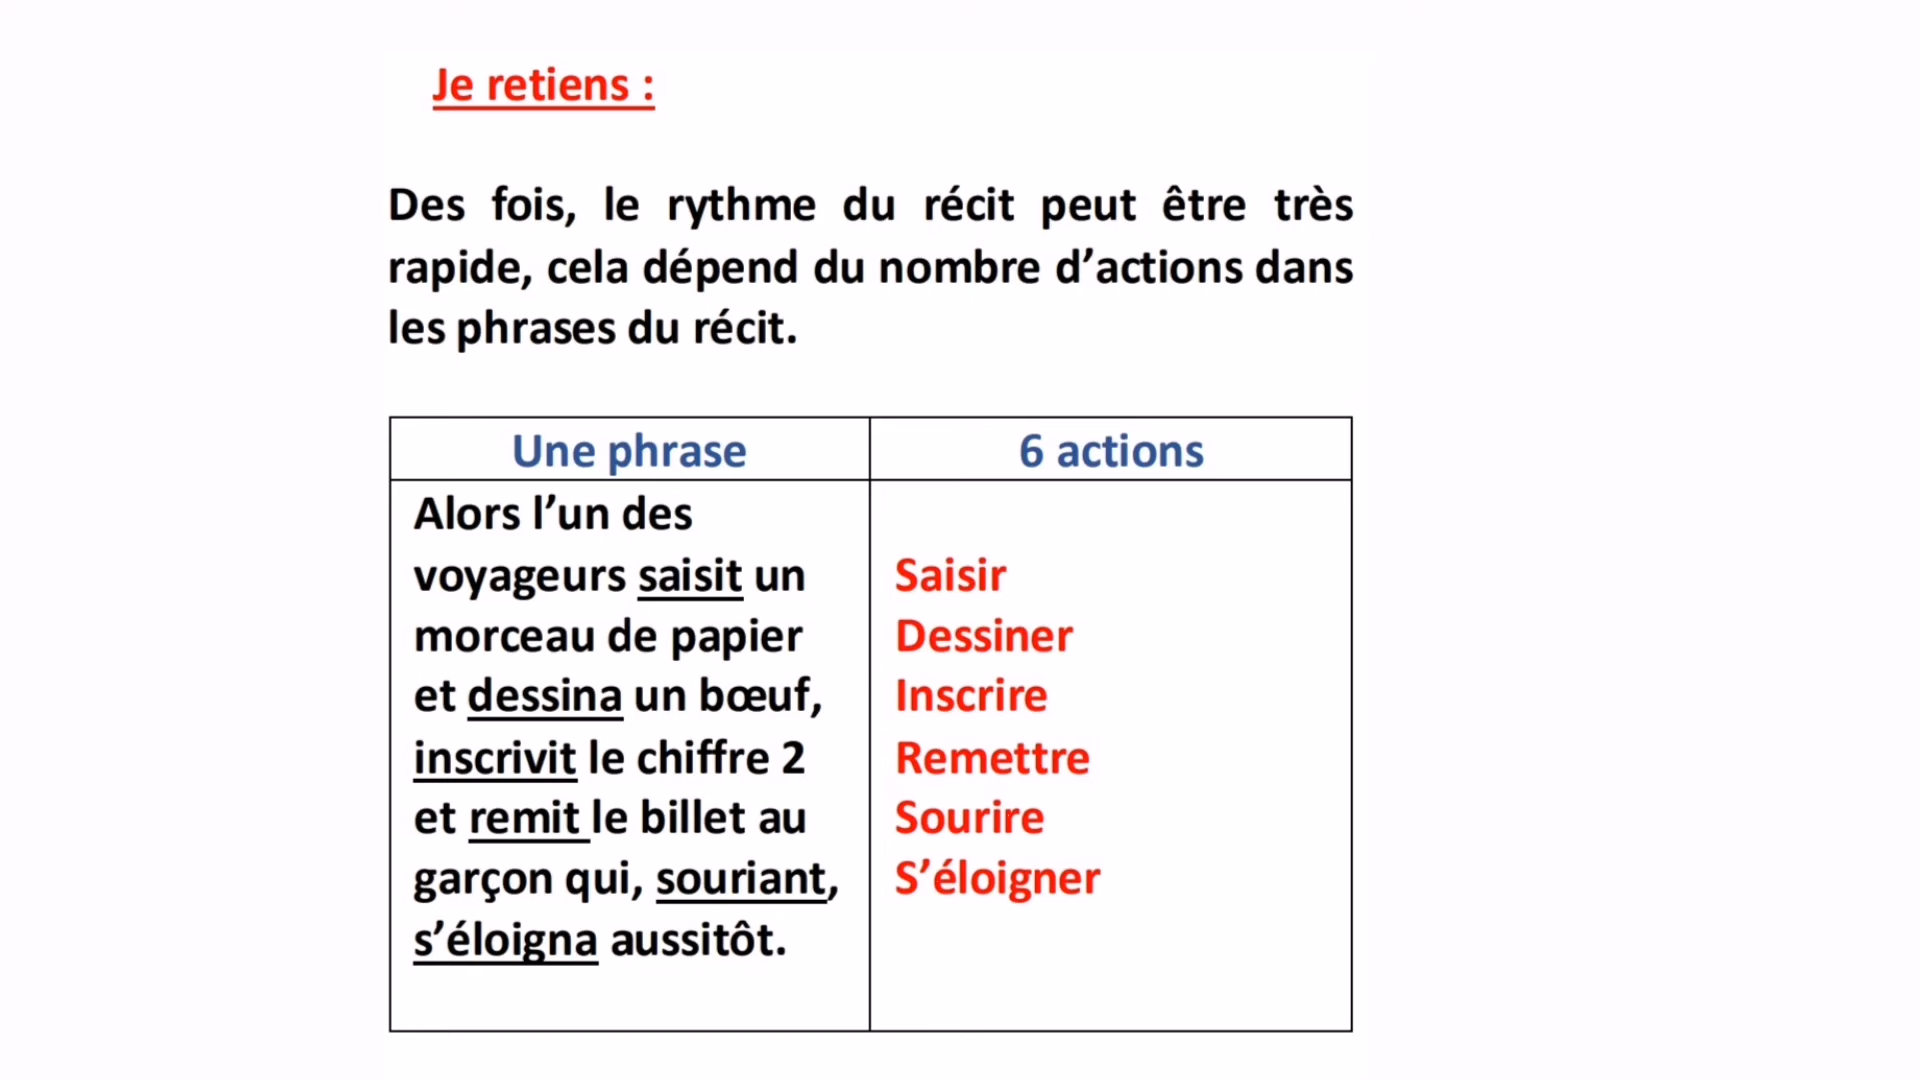 Je retiens :
Des fois, le rythme du récit peut être très
rapide, cela dépend du nombre d’actions dans
les phrases du récit.
Une phrase
6 actions
Alors l’un des
voyageurs saisit un
morceau de papier
et dessina un bœuf,
inscrivit le chiffre 2
et remit le billet au
garçon qui, souriant,
s’éloigna aussitôt.
Saisir
Dessiner
Inscrire
Remettre
Sourire
S’éloigner